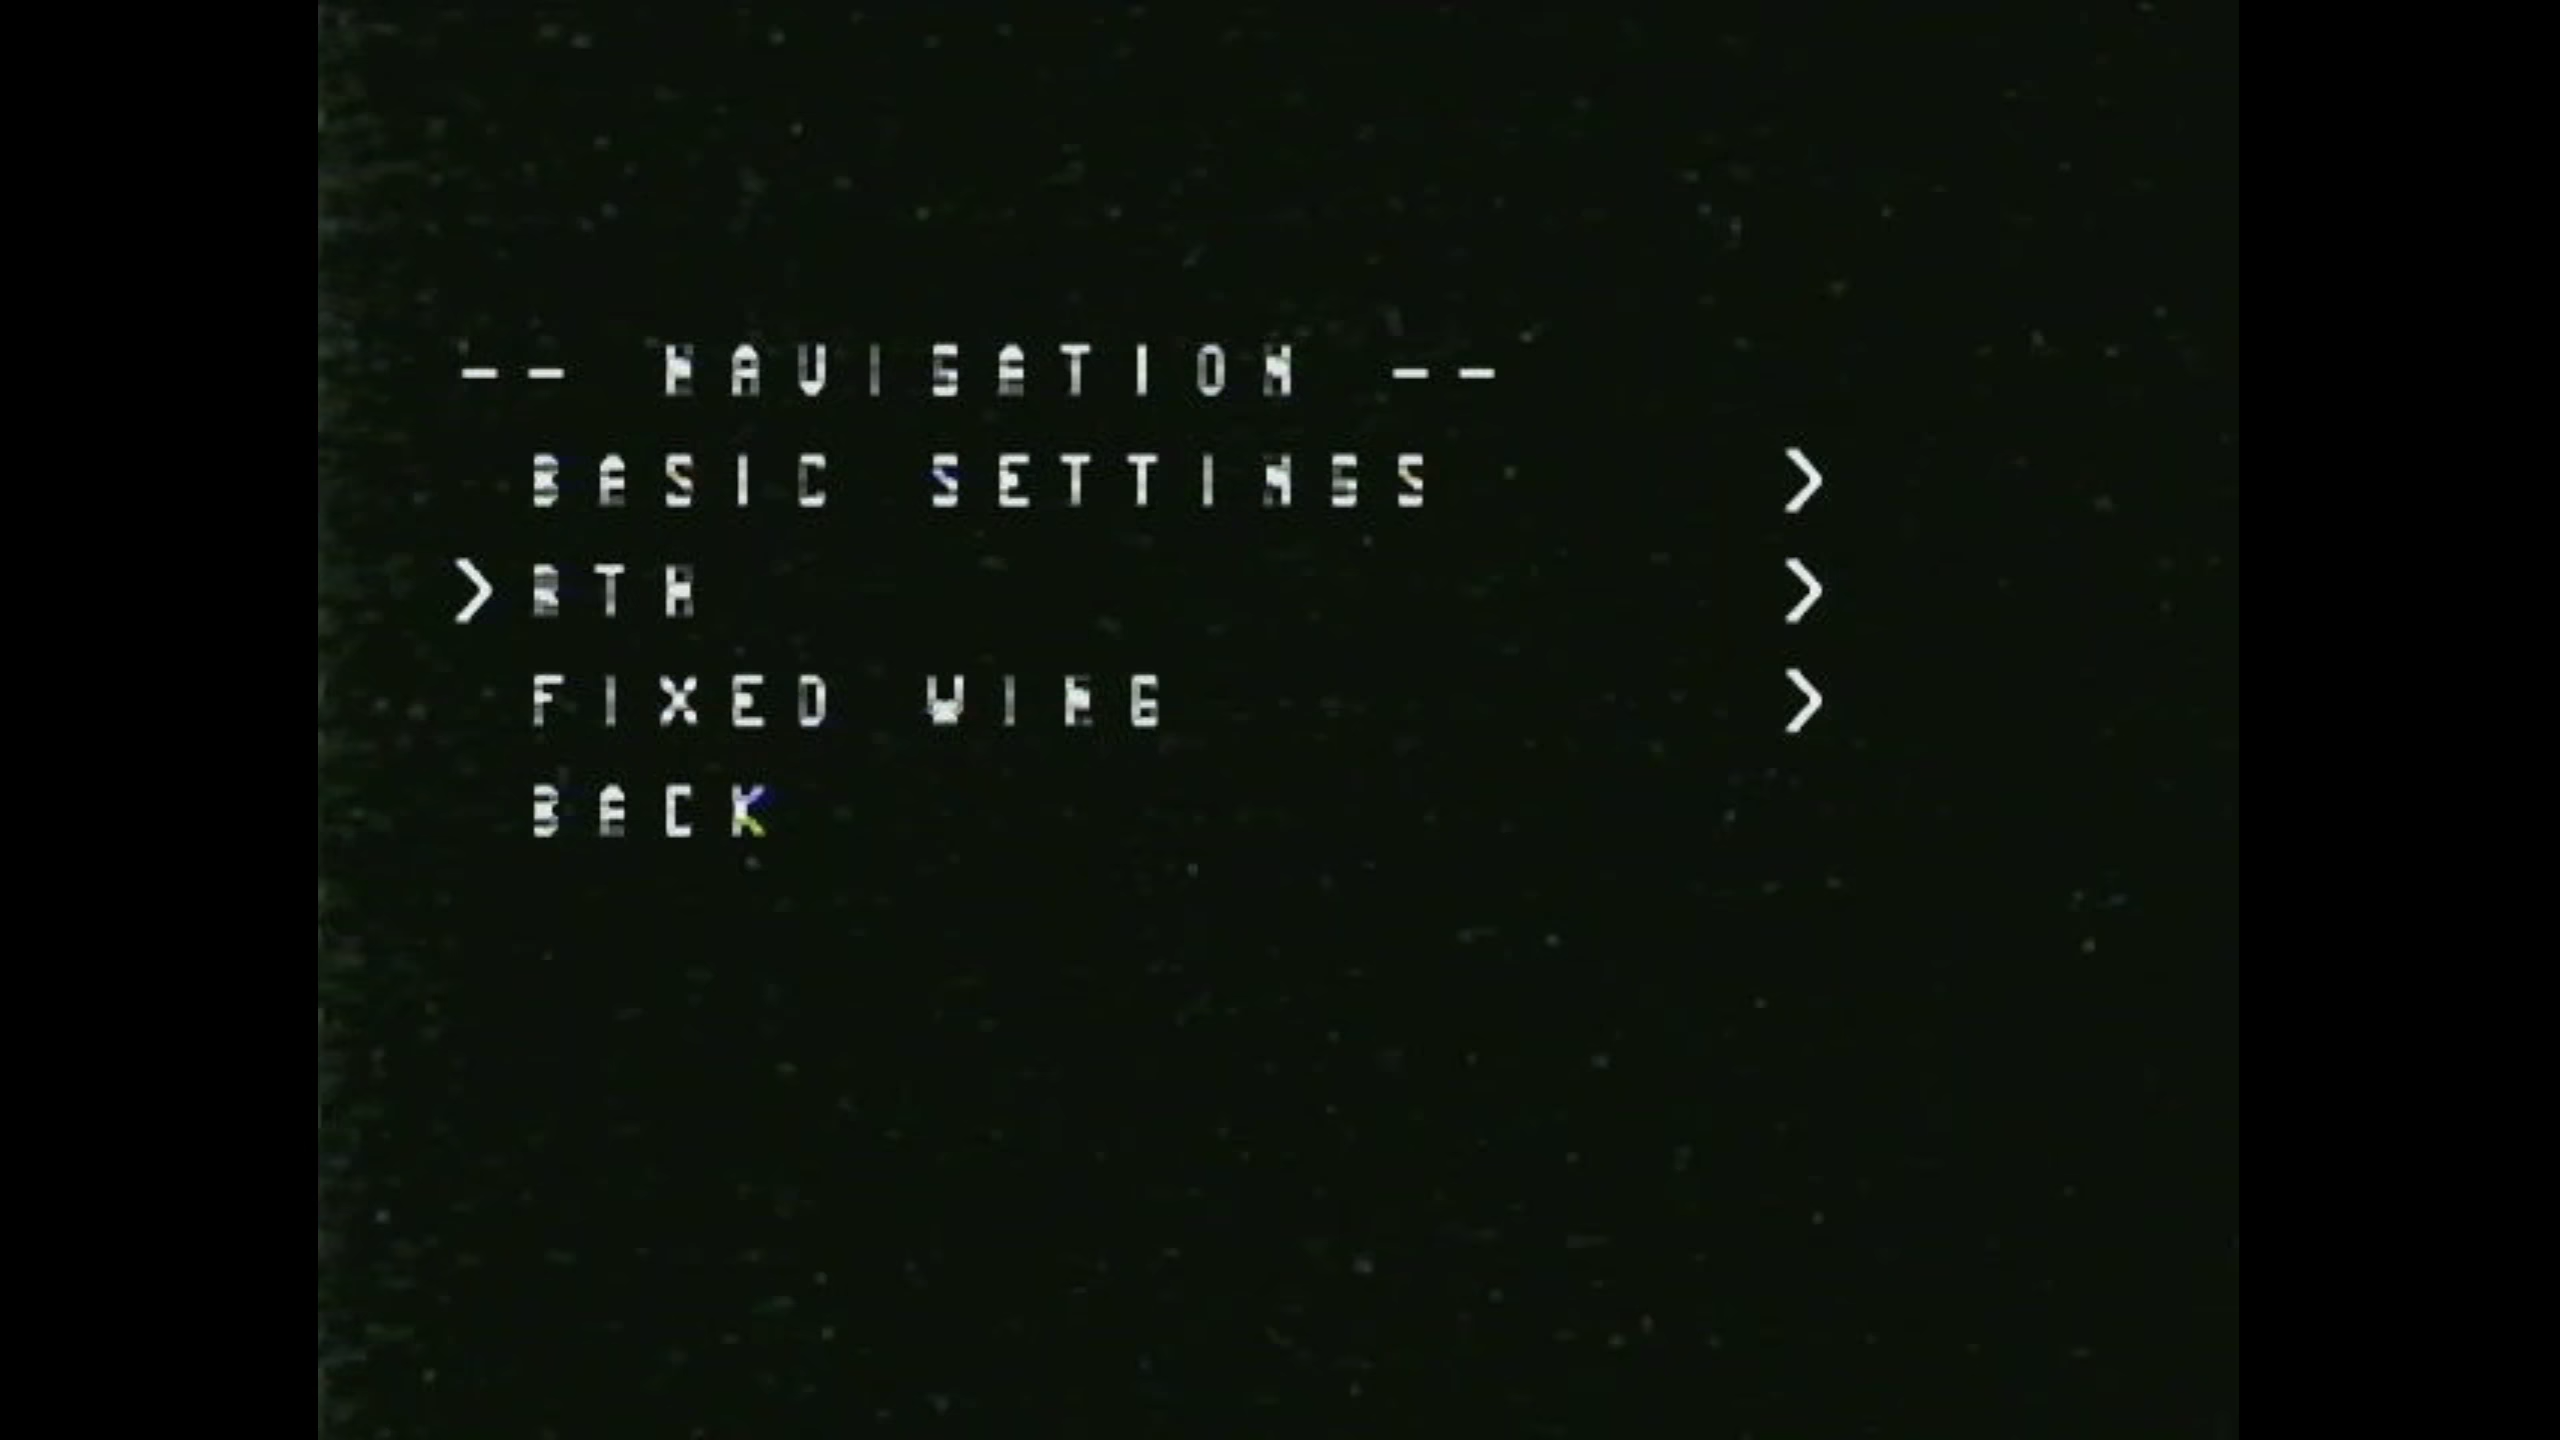 -- NAVIGATION --
BASIC SETTINGS >
>RTH >
FIXED WING >
BACK